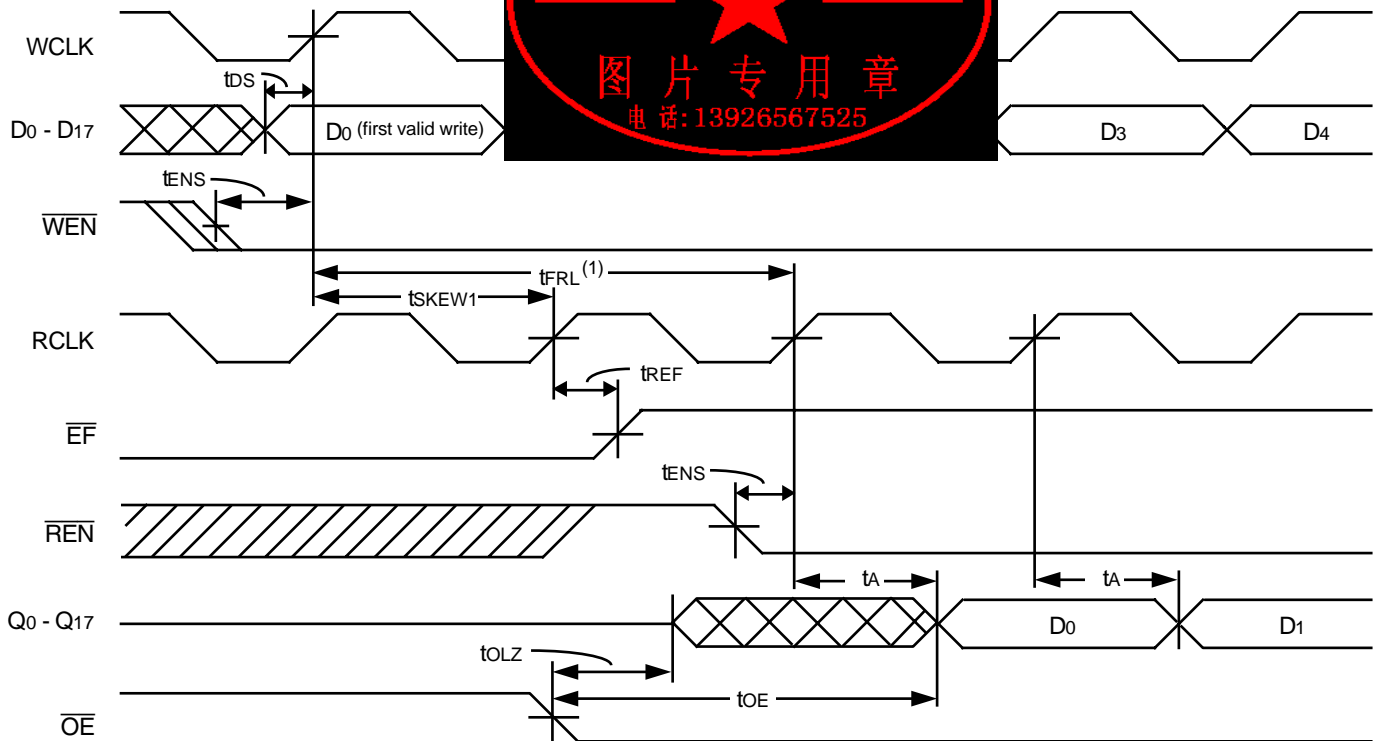 图片专用章
电话:13926567525
WCLK
tDS
D0 - D17
D0 (first valid write)
D3
D4
tENS
WEN
tFRL (1)
tSKEW1
RCLK
tREF
EF
tENS
REN
tA
tA
Q0 - Q17
D0
D1
tOLZ
tOE
OE